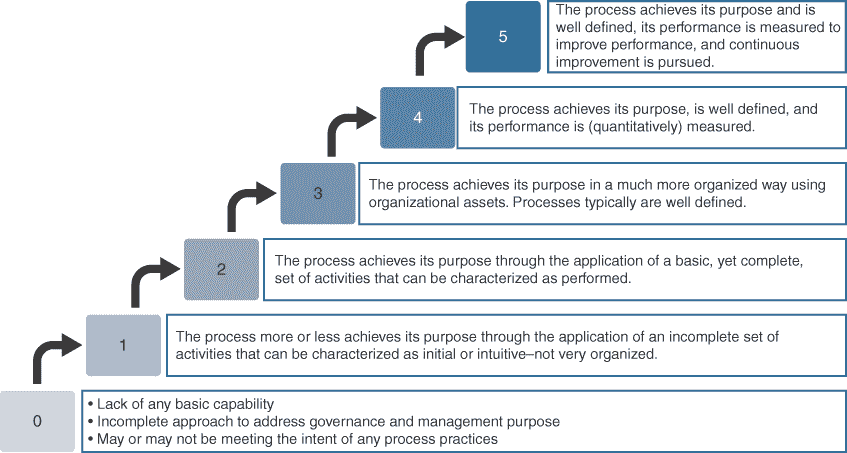 5
The process achieves its purpose and is
well defined, its performance is measured to
improve performance, and continuous
improvement is pursued.
4
The process achieves its purpose, is well defined, and
its performance is (quantitatively) measured.
3
The process achieves its purpose in a much more organized way using
organizational assets. Processes typically are well defined.
2
The process achieves its purpose through the application of a basic, yet complete,
set of activities that can be characterized as performed.
1
The process more or less achieves its purpose through the application of an incomplete set of
activities that can be characterized as initial or intuitive–not very organized.
0
• Lack of any basic capability
• Incomplete approach to address governance and management purpose
• May or may not be meeting the intent of any process practices